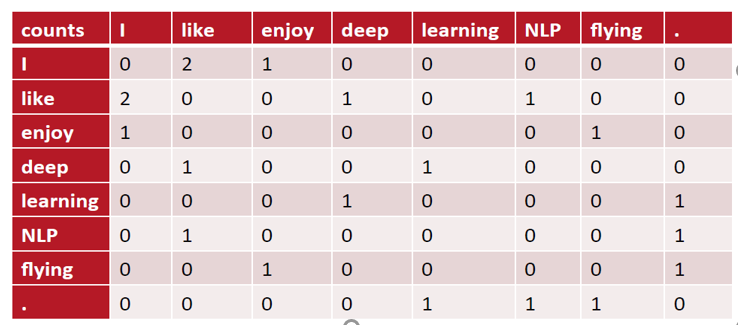 counts I like enjoy deep learning NLP flying .
I 0 2 1 0 0 0 0 0
like 2 0 0 1 0 1 0 0
enjoy 1 0 0 0 0 0 1 0
deep 0 1 0 0 1 0 0 0
learning 0 0 0 1 0 0 0 1
NLP 0 1 0 0 0 0 0 1
flying 0 0 1 0 0 0 0 1
. 0 0 0 0 1 1 1 0